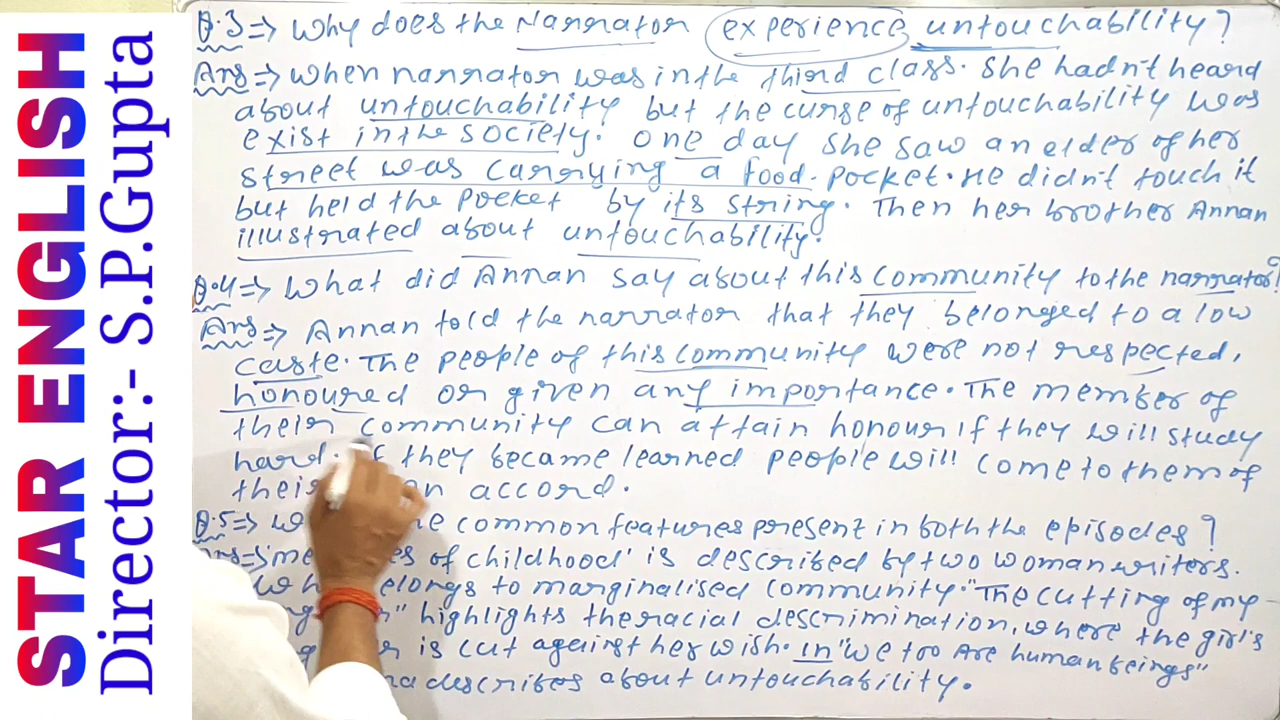 STAR ENGLISH
Director:- S.P.Gupta
Q.3 => Why does the Narrator experience untouchability?
Ans => When narrator was in the third class. She hadn't heard
about untouchability but the curse of untouchability was
exist in the society. One day she saw an elder of her
street was carrying a food-pocket. He didn't touch it
but held the pocket by its string. Then her brother Annan
illustrated about untouchability.
Q.4 => What did Annan say about this community to the narrator?
Ans => Annan told the narrator that they belonged to a low
caste. The people of this community were not respected,
honoured or given any importance. The member of
their community can attain honour if they will study
hard. If they became learned people will come to them of
their accord.
Q.5 => common features present in both the episodes?
of childhood' is described by two woman writers.
to marginalised community. "The cutting of my
highlights the racial descrimination, where the girl's
is cut against her wish. in "We too are human beings"
describes about untouchability.